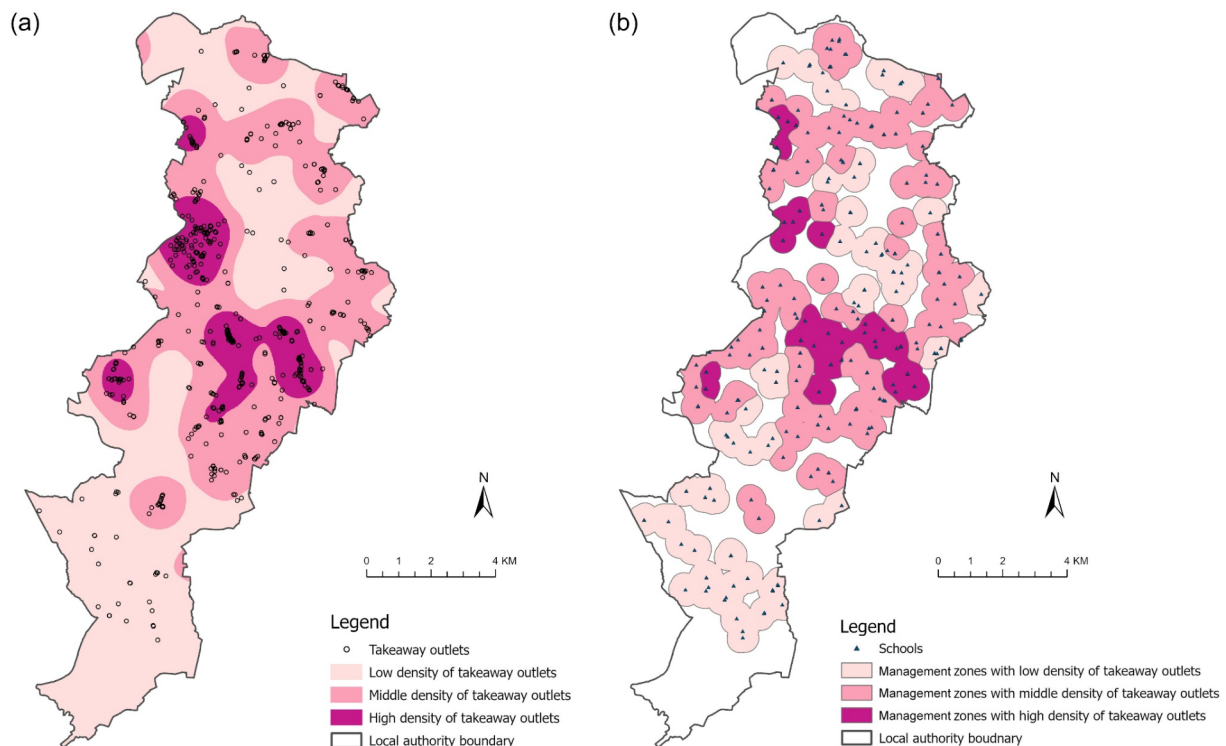 (a)
N
0 1 2 4 KM
Legend
Takeaway outlets
Low density of takeaway outlets
Middle density of takeaway outlets
High density of takeaway outlets
Local authority boundary
(b)
N
0 1 2 4 KM
Legend
Schools
Management zones with low density of takeaway outlets
Management zones with middle density of takeaway outlets
Management zones with high density of takeaway outlets
Local authority boudnary